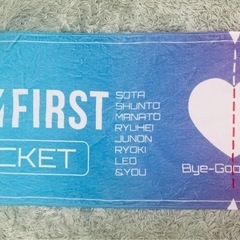 FIRST
CKET
SOTA
SHUNTO
MANATO
RYUHEI
JUNON
RYOKI
LEO
&YOU
Bye-Goo